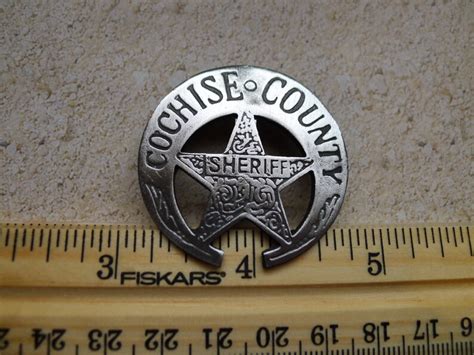 COCHISE COUNTY
SHERIFF
3 4 5
FISKARS®
24 23 22 21 20 19 18 17 16